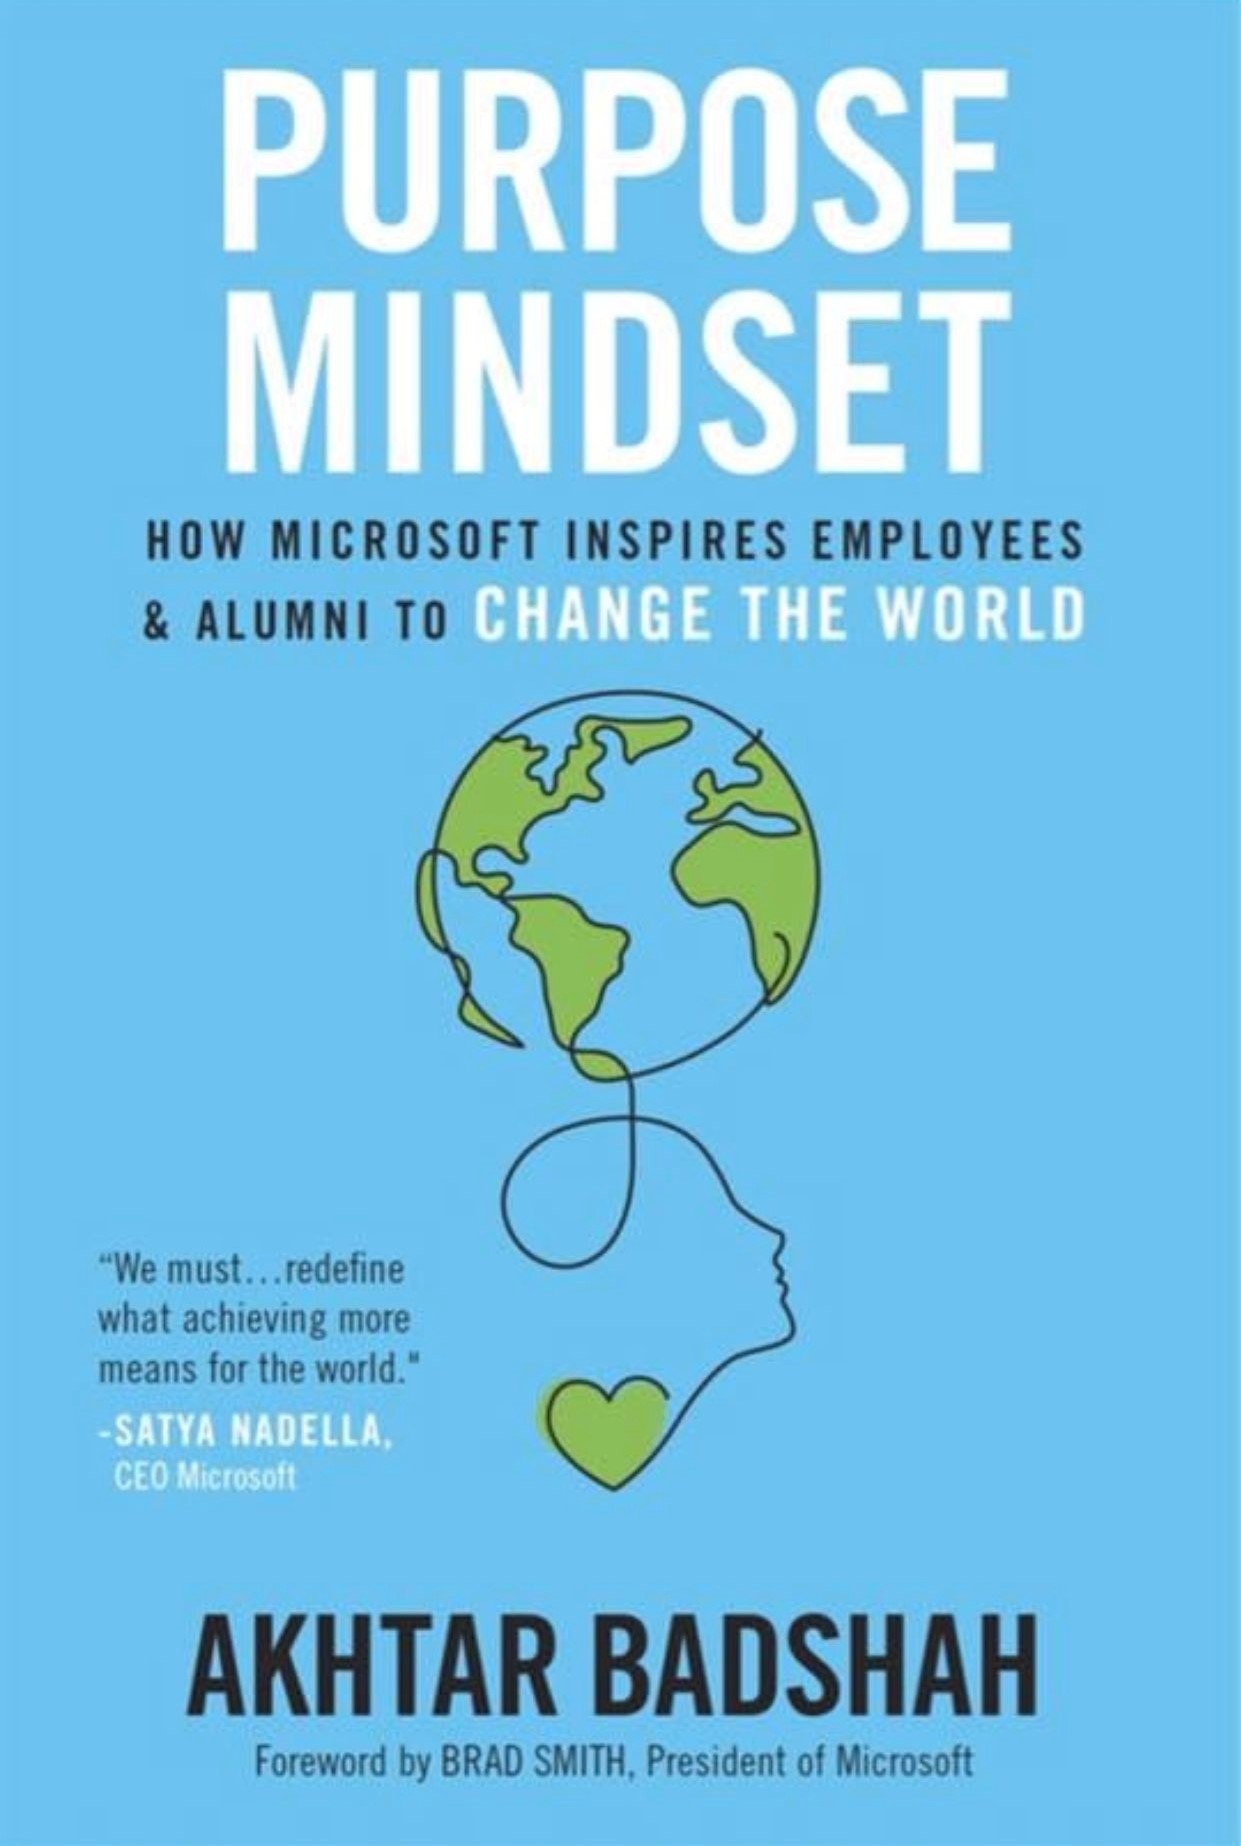 PURPOSE
MINDSET
HOW MICROSOFT INSPIRES EMPLOYEES
& ALUMNI TO CHANGE THE WORLD
“We must...redefine
what achieving more
means for the world."
-SATYA NADELLA,
CEO Microsoft
AKHTAR BADSHAH
Foreword by BRAD SMITH, President of Microsoft